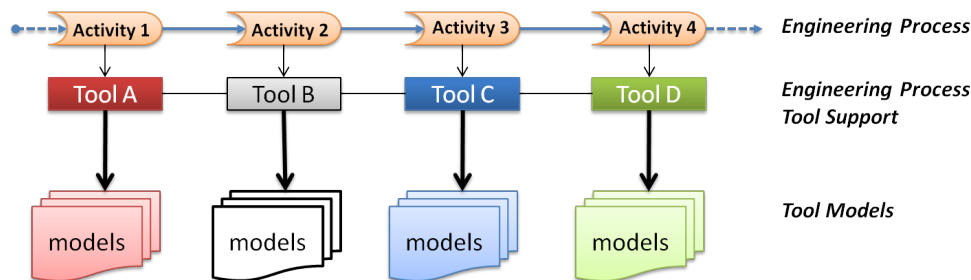 Activity 1
Activity 2
Activity 3
Activity 4
Engineering Process
Tool A
Tool B
Tool C
Tool D
Engineering Process
Tool Support
models
models
models
models
Tool Models